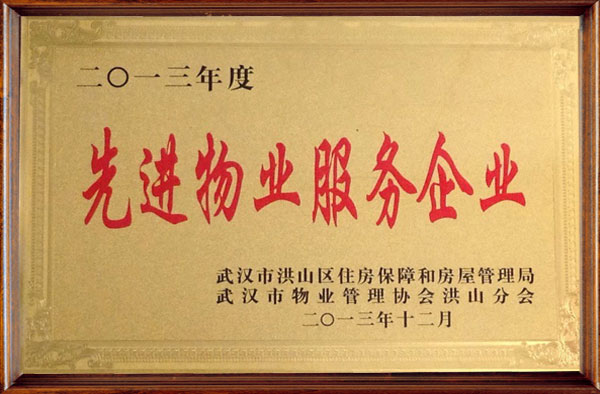 二〇一三年度
先进物业服务企业
武汉市洪山区住房保障和房屋管理局
武汉市物业管理协会洪山分会
二〇一三年十二月